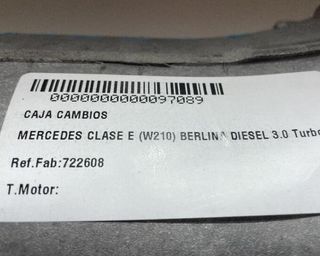 0000000000097089
CAJA CAMBIOS
MERCEDES CLASE E (W210) BERLINA DIESEL 3.0 Turbo
Ref.Fab:722608
T.Motor: